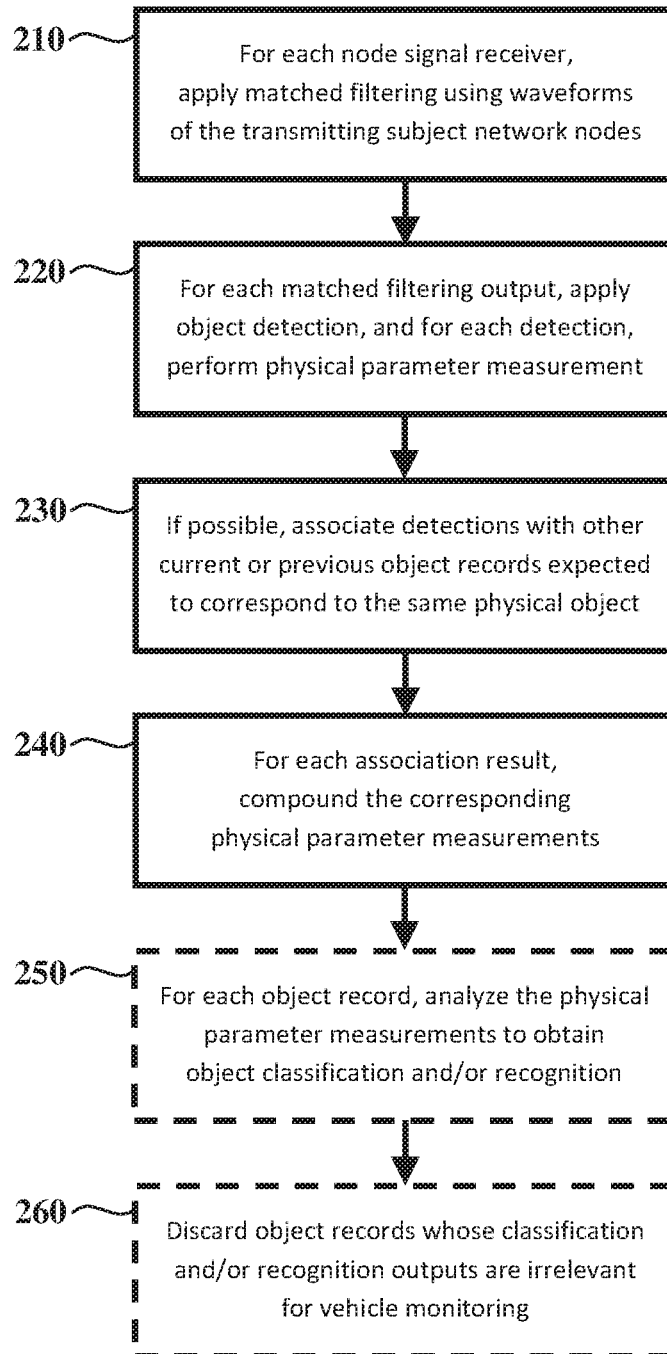 210
For each node signal receiver,
apply matched filtering using waveforms
of the transmitting subject network nodes
220
For each matched filtering output, apply
object detection, and for each detection,
perform physical parameter measurement
230
If possible, associate detections with other
current or previous object records expected
to correspond to the same physical object
240
For each association result,
compound the corresponding
physical parameter measurements
250
For each object record, analyze the physical
parameter measurements to obtain
object classification and/or recognition
260
Discard object records whose classification
and/or recognition outputs are irrelevant
for vehicle monitoring